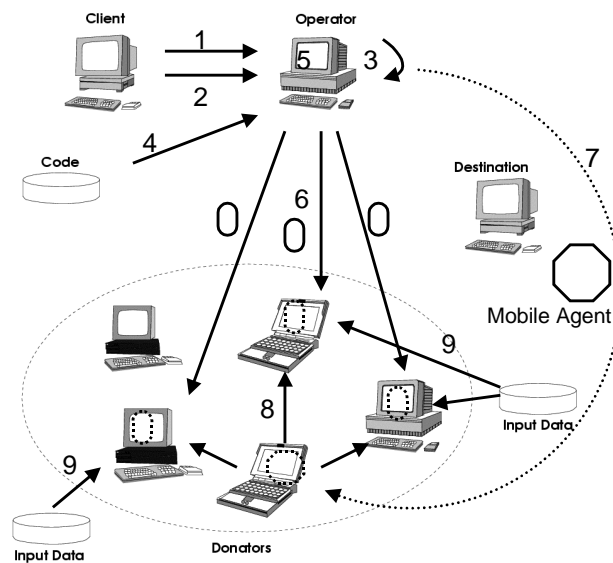 Client
Operator
1
5
3
2
4
7
Code
Destination
6
Mobile Agent
9
8
Input Data
9
Input Data
Donators